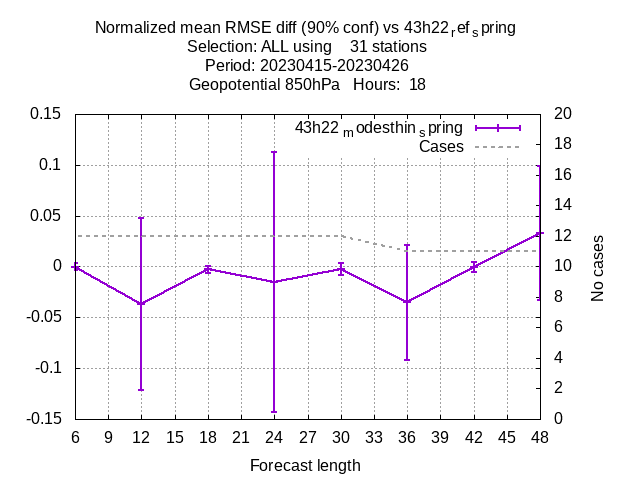 Normalized mean RMSE diff (90% conf) vs 43h22ᵣefₛpring
Selection: ALL using    31 stations
Period: 20230415-20230426
Geopotential 850hPa   Hours:  18
43h22ₘodesthinₛpring
Cases
0.15
0.1
0.05
0
-0.05
-0.1
-0.15
20
18
16
14
12
10
8
6
4
2
0
No cases
6 9 12 15 18 21 24 27 30 33 36 39 42 45 48
Forecast length